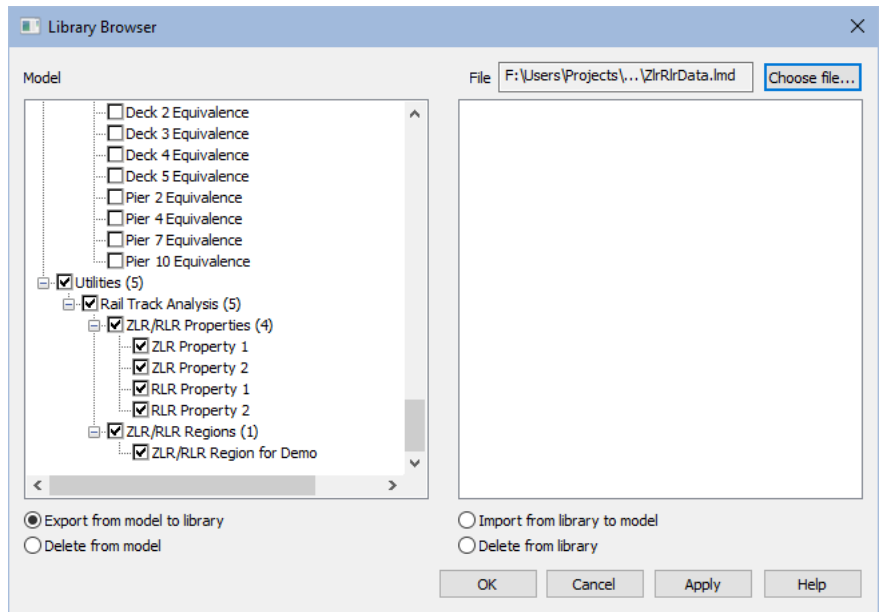 Library Browser
Model
File F:\Users\Projects\...\ZlrRlrData.lmd Choose file...
Deck 2 Equivalence
Deck 3 Equivalence
Deck 4 Equivalence
Deck 5 Equivalence
Pier 2 Equivalence
Pier 4 Equivalence
Pier 7 Equivalence
Pier 10 Equivalence
Utilities (5)
Rail Track Analysis (5)
ZLR/RLR Properties (4)
ZLR Property 1
ZLR Property 2
RLR Property 1
RLR Property 2
ZLR/RLR Regions (1)
ZLR/RLR Region for Demo
Export from model to library
Delete from model
Import from library to model
Delete from library
OK Cancel Apply Help